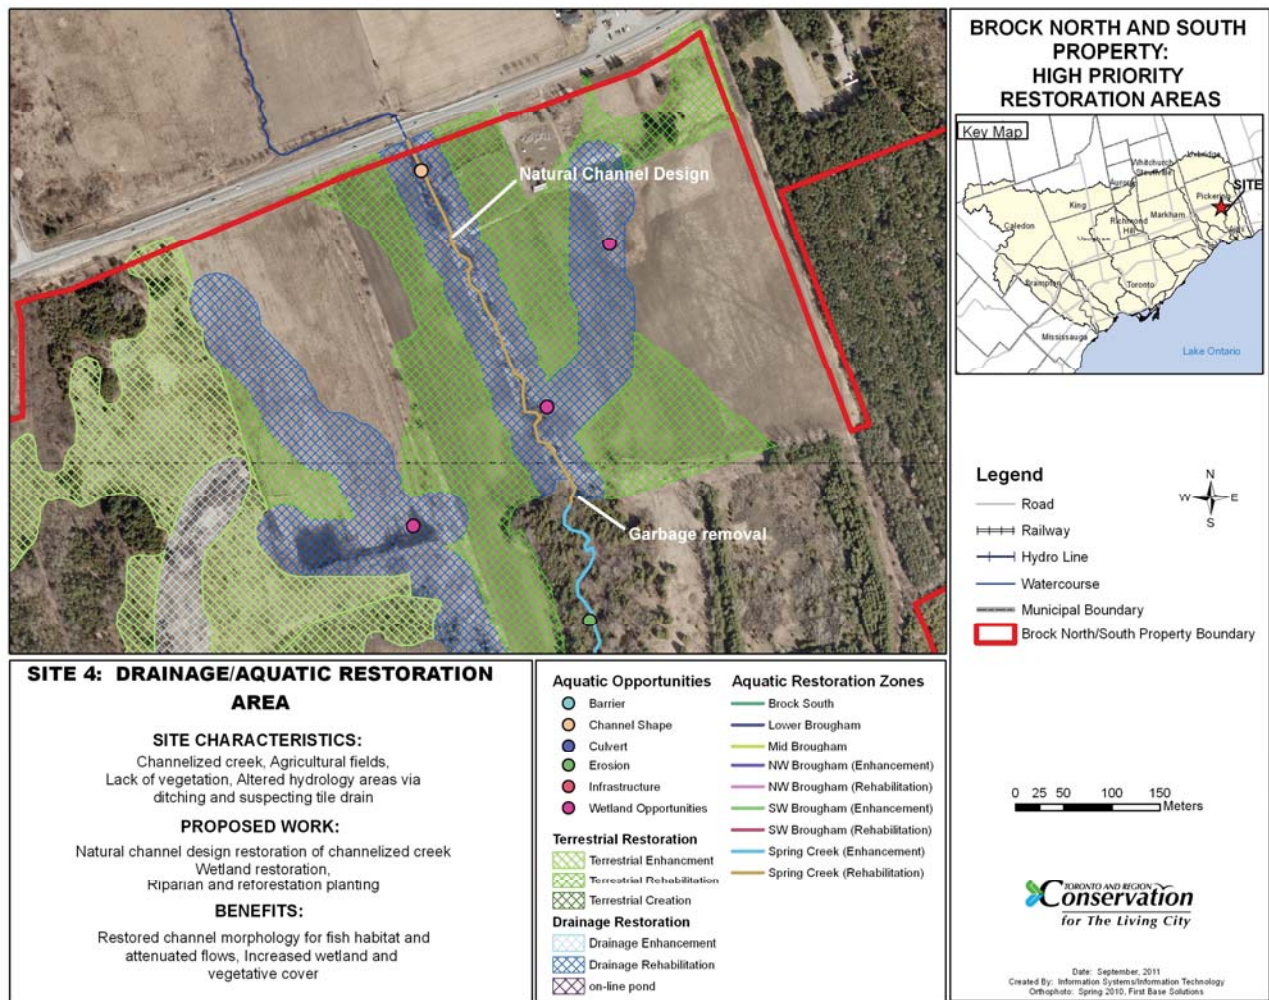 Natural Channel Design
Garbage removal
BROCK NORTH AND SOUTH
PROPERTY:
HIGH PRIORITY
RESTORATION AREAS
Key Map
Uxbridge
Whitchurch
Stouffville
Aurora
Pickering
SITE
King
Caledon
Richmond
Hill
Markham
Vaughan
Ajax
Brampton
Toronto
Mississauga
Lake Ontario
Legend
Road
Railway
Hydro Line
Watercourse
Municipal Boundary
Brock North/South Property Boundary
N
W E
S
0 25 50 100 150
Meters
TORONTO AND REGION
Conservation
for The Living City
Date: September, 2011
Created By: Information Systems/Information Technology
Orthophoto: Spring 2010, First Base Solutions
SITE 4: DRAINAGE/AQUATIC RESTORATION
AREA
SITE CHARACTERISTICS:
Channelized creek, Agricultural fields,
Lack of vegetation, Altered hydrology areas via
ditching and suspecting tile drain
PROPOSED WORK:
Natural channel design restoration of channelized creek
Wetland restoration,
Riparian and reforestation planting
BENEFITS:
Restored channel morphology for fish habitat and
attenuated flows, Increased wetland and
vegetative cover
Aquatic Opportunities
Barrier
Channel Shape
Culvert
Erosion
Infrastructure
Wetland Opportunities
Terrestrial Restoration
Terrestrial Enhancment
Terrestrial Rehabilitation
Terrestrial Creation
Drainage Restoration
Drainage Enhancement
Drainage Rehabilitation
on-line pond
Aquatic Restoration Zones
Brock South
Lower Brougham
Mid Brougham
NW Brougham (Enhancement)
NW Brougham (Rehabilitation)
SW Brougham (Enhancement)
SW Brougham (Rehabilitation)
Spring Creek (Enhancement)
Spring Creek (Rehabilitation)